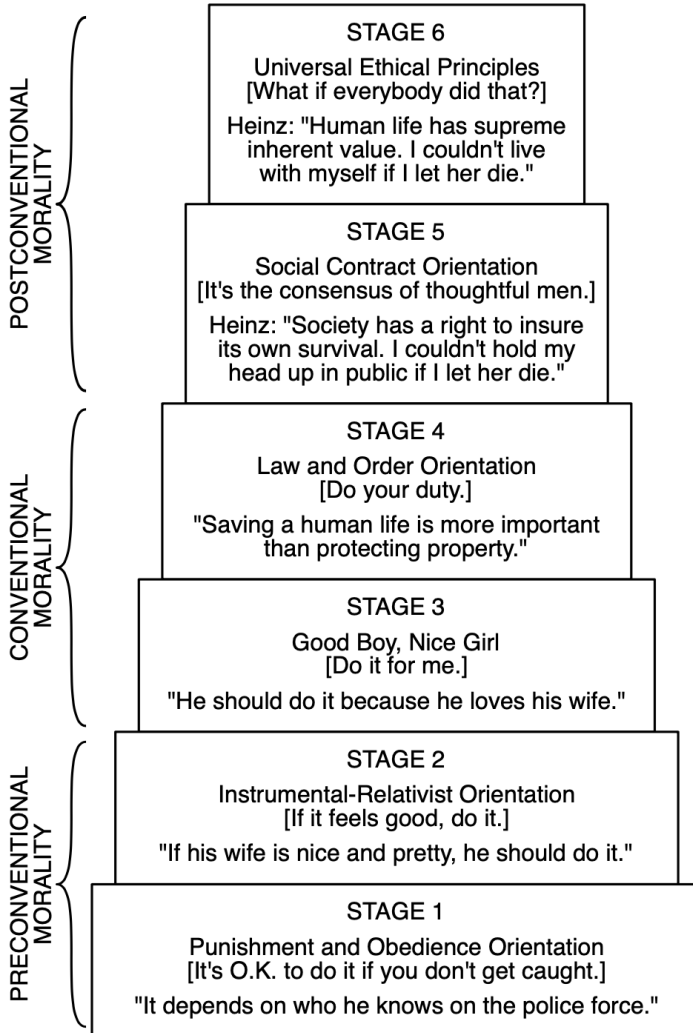 POSTCONVENTIONAL
MORALITY
STAGE 6
Universal Ethical Principles
[What if everybody did that?]
Heinz: "Human life has supreme
inherent value. I couldn't live
with myself if I let her die."
STAGE 5
Social Contract Orientation
[It's the consensus of thoughtful men.]
Heinz: "Society has a right to insure
its own survival. I couldn't hold my
head up in public if I let her die."
CONVENTIONAL
MORALITY
STAGE 4
Law and Order Orientation
[Do your duty.]
"Saving a human life is more important
than protecting property."
STAGE 3
Good Boy, Nice Girl
[Do it for me.]
"He should do it because he loves his wife."
PRECONVENTIONAL
MORALITY
STAGE 2
Instrumental-Relativist Orientation
[If it feels good, do it.]
"If his wife is nice and pretty, he should do it."
STAGE 1
Punishment and Obedience Orientation
[It's O.K. to do it if you don't get caught.]
"It depends on who he knows on the police force."